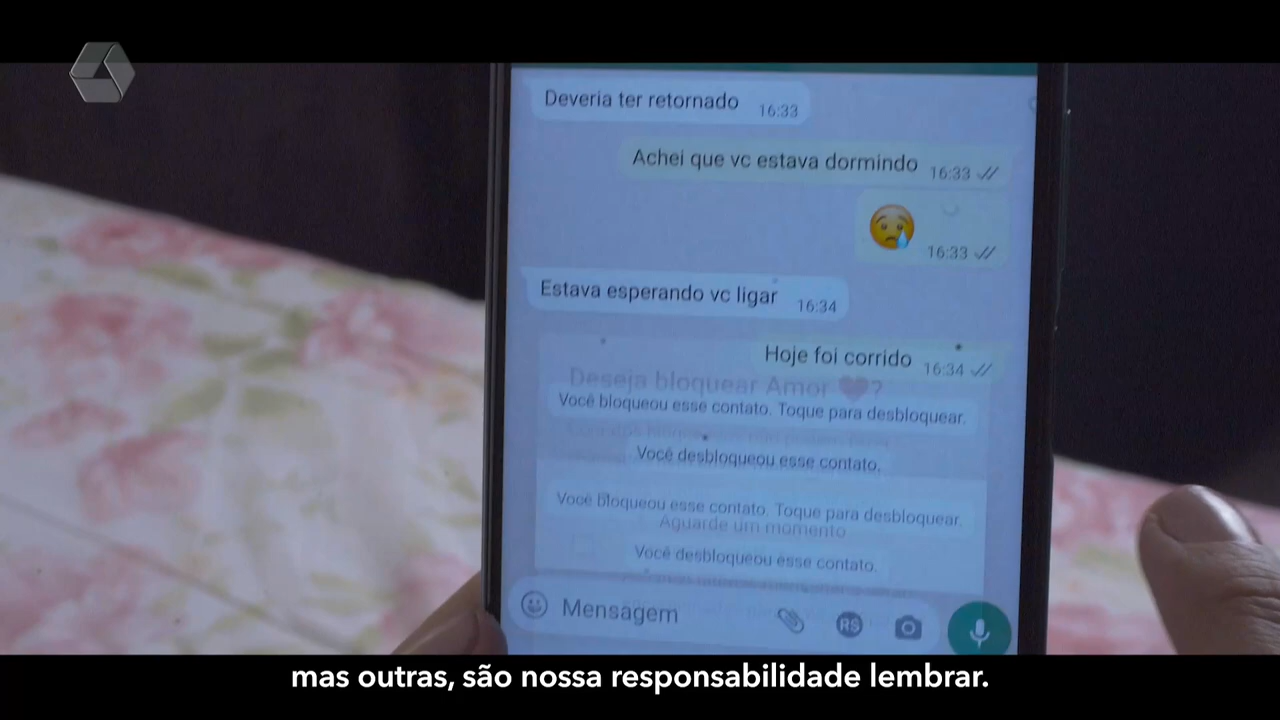 Deveria ter retornado 16:33
Achei que vc estava dormindo 16:33
16:33
Estava esperando vc ligar 16:34
Hoje foi corrido 16:34
Deseja bloquear Amor ?
Você bloqueou esse contato. Toque para desbloquear.
Você desbloqueou esse contato.
Você bloqueou esse contato. Toque para desbloquear.
Aguarde um momento
Você desbloqueou esse contato.
Mensagem
R$
mas outras, são nossa responsabilidade lembrar.